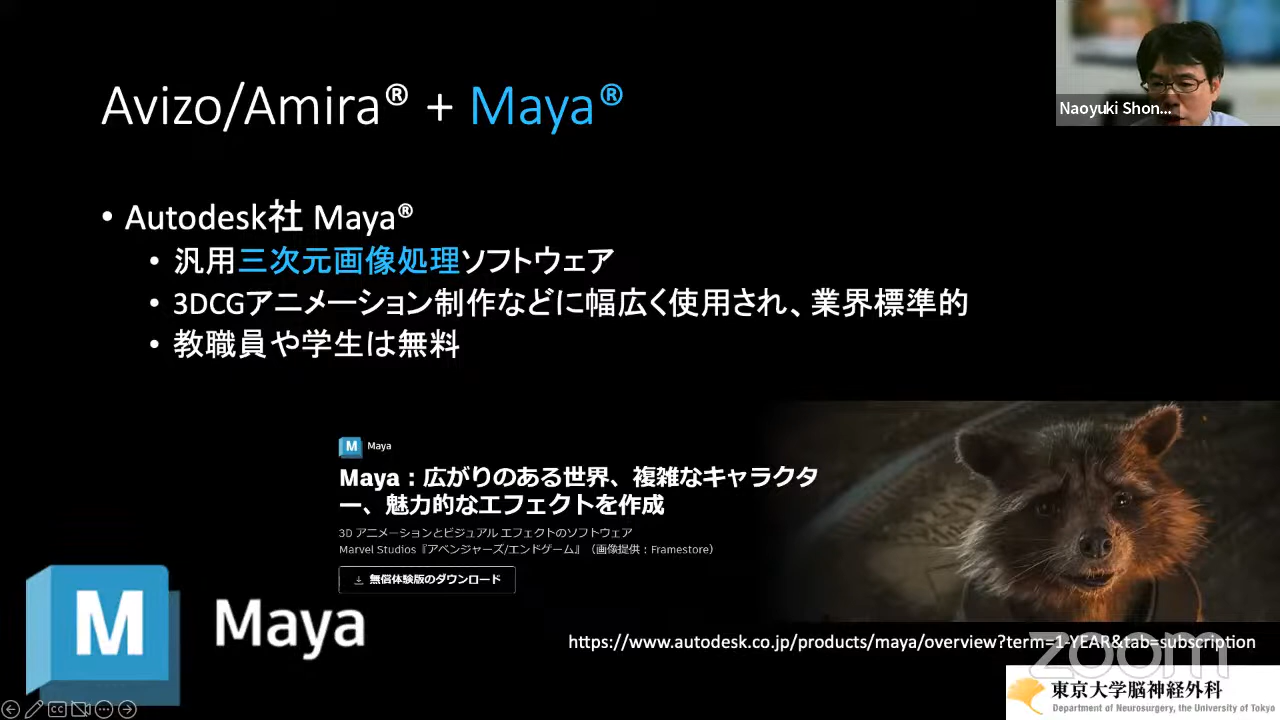 Avizo/Amira® + Maya®
Naoyuki Shon...
• Autodesk社 Maya®
• 汎用三次元画像処理ソフトウェア
• 3DCGアニメーション制作などに幅広く使用され、業界標準的
• 教職員や学生は無料
M Maya
Maya：広がりのある世界、複雑なキャラクタ
ー、魅力的なエフェクトを作成
3D アニメーションとビジュアル エフェクトのソフトウェア
Marvel Studios『アベンジャーズ/エンドゲーム』（画像提供：Framestore）
無償体験版のダウンロード
M Maya
https://www.autodesk.co.jp/products/maya/overview?term=1-YEAR&tab=subscription
zoom
東京大学脳神経外科
Department of Neurosurgery, the University of Tokyo
CC